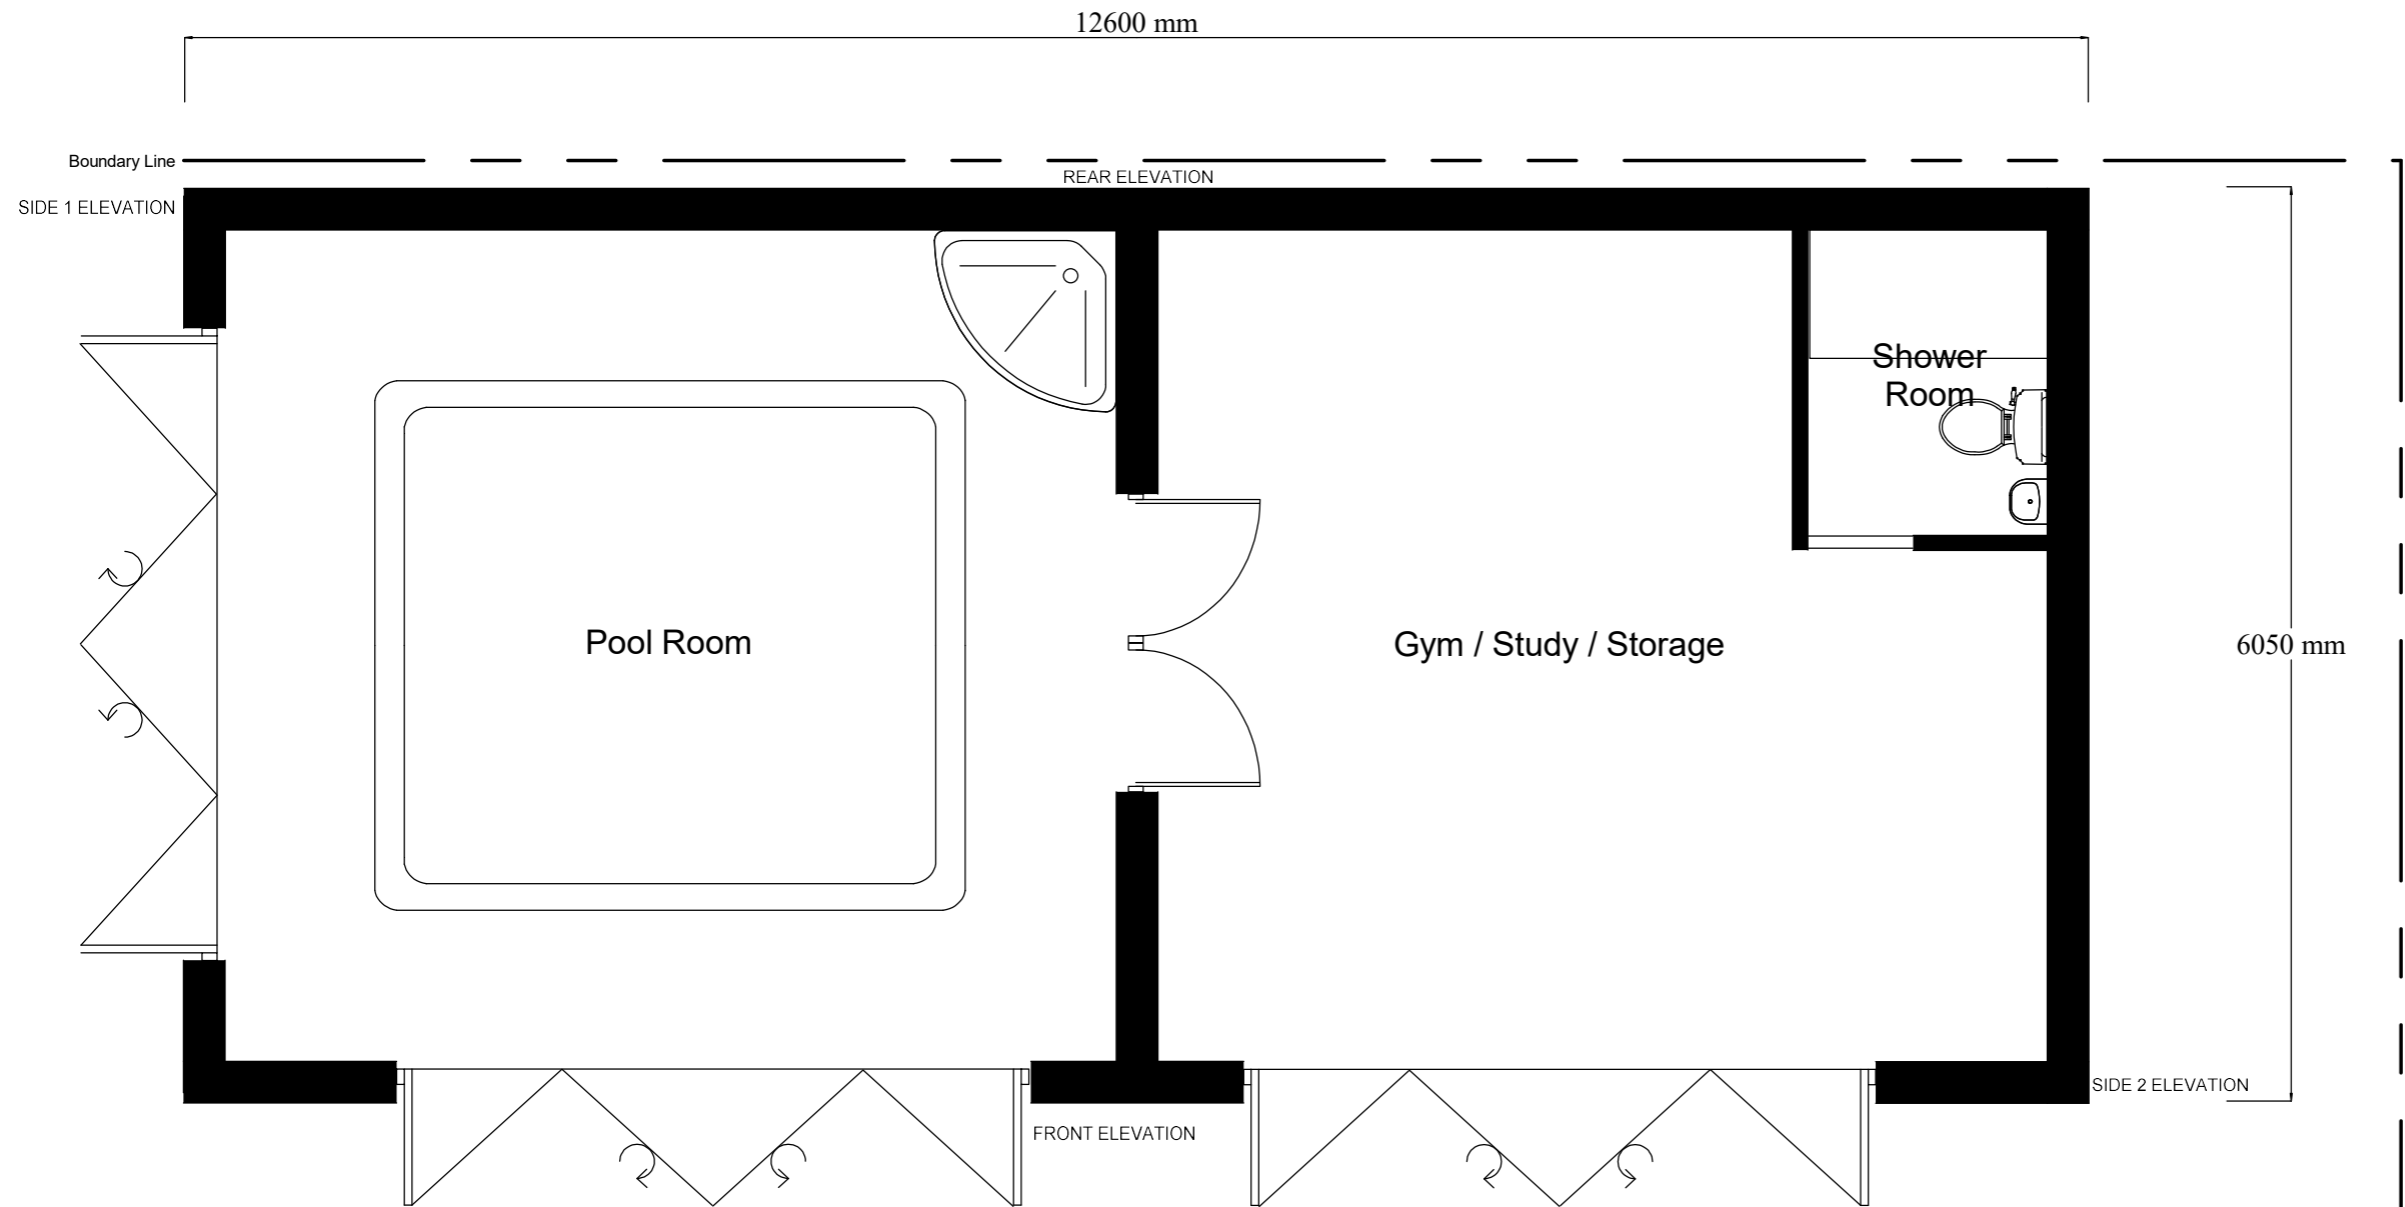 12600 mm
Boundary Line
REAR ELEVATION
SIDE 1 ELEVATION
Shower
Room
Pool Room
Gym / Study / Storage
6050 mm
SIDE 2 ELEVATION
FRONT ELEVATION